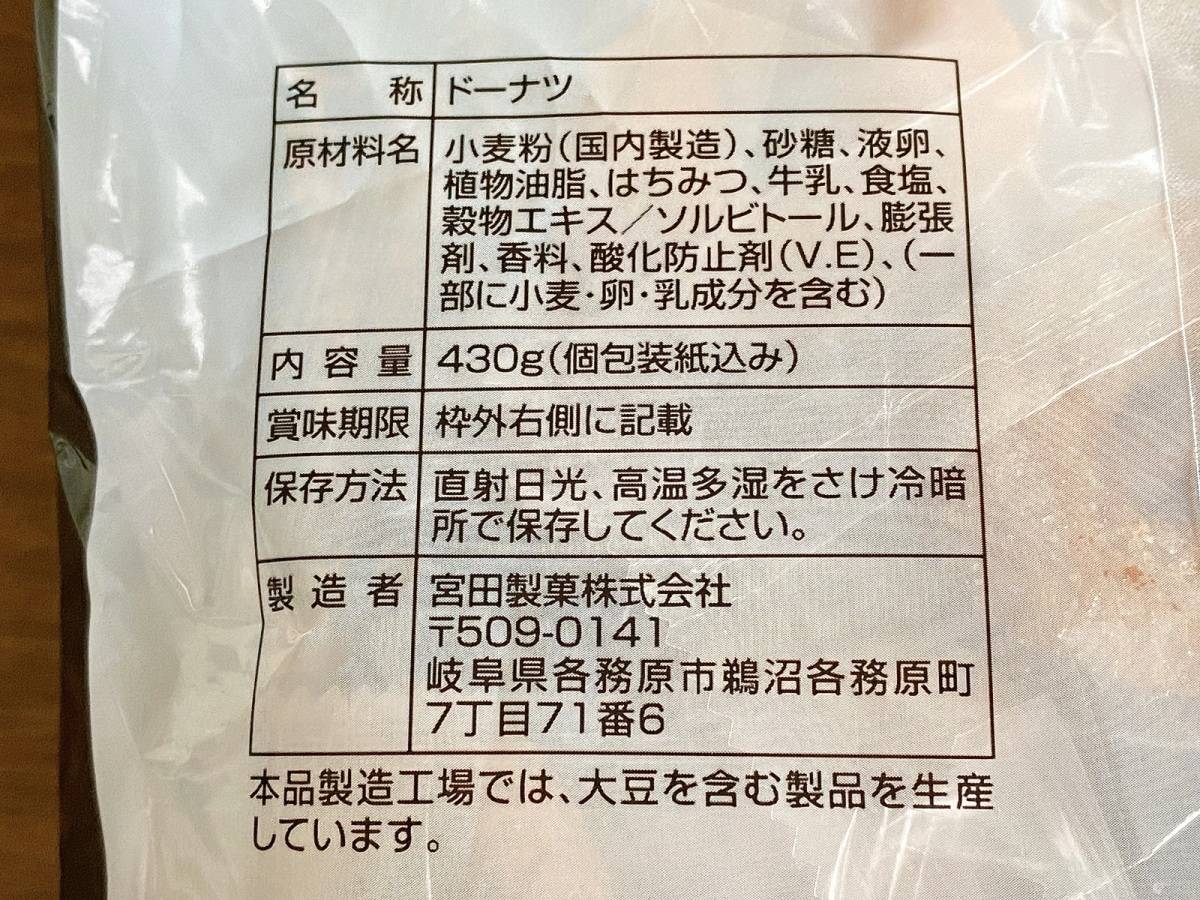 名称 ドーナツ
原材料名 小麦粉(国内製造)、砂糖、液卵、
植物油脂、はちみつ、牛乳、食塩、
穀物エキス/ソルビトール、膨張
剤、香料、酸化防止剤(V.E)、(一
部に小麦・卵・乳成分を含む)
内容量 430g(個包装紙込み)
賞味期限 枠外右側に記載
保存方法 直射日光、高温多湿をさけ冷暗
所で保存してください。
製造者 宮田製菓株式会社
〒509-0141
岐阜県各務原市鵜沼各務原町
7丁目71番6
本品製造工場では、大豆を含む製品を生産
しています。